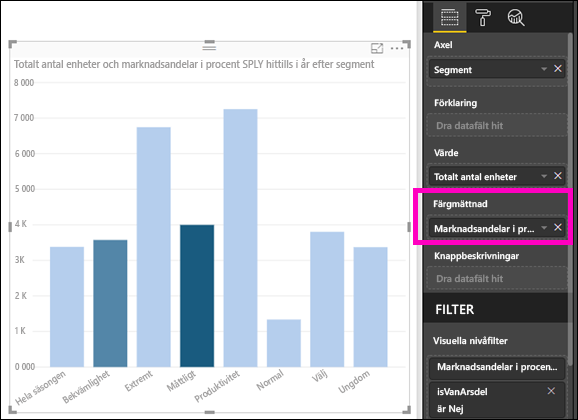 Totalt antal enheter och marknadsandelar i procent SPLY hittills i år efter segment
8 000
7 000
6 000
5 000
4 K
3K
2 K
1 K
0 000
Hela säsongen
Bekvämlighet
Extremt
Måttligt
Produktivitet
Normal
Välj
Ungdom
Axel
Segment
Förklaring
Dra datafält hit
Värde
Totalt antal enheter
Färgmättnad
Marknadsandelar i pr...
Knappbeskrivningar
Dra datafält hit
FILTER
Visuella nivåfilter
Marknadsandelar i procen...
isVanArsdel
är Nej